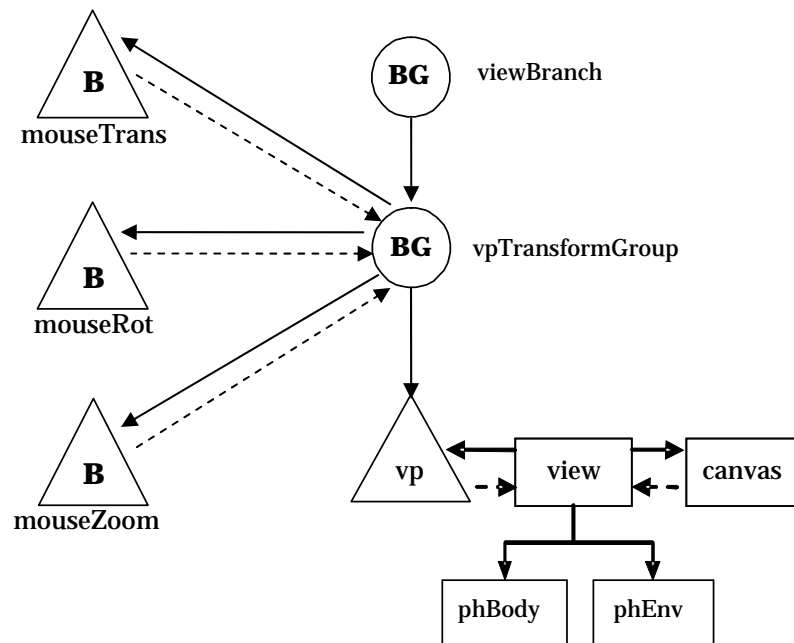 B
mouseTrans
BG
viewBranch
B
mouseRot
BG
vpTransformGroup
B
mouseZoom
vp
view
canvas
phBody
phEnv